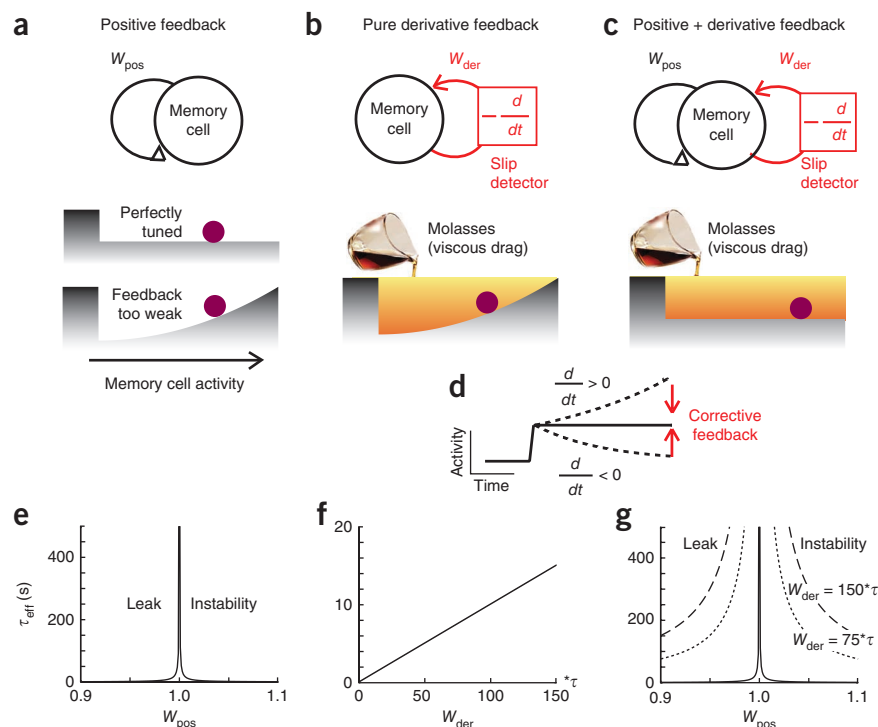 a Positive feedback
W pos
Memory cell
Perfectly tuned
Feedback too weak
Memory cell activity
b Pure derivative feedback
W der
Memory cell
− d dt
Slip detector
Molasses (viscous drag)
c Positive + derivative feedback
W pos
W der
Memory cell
− d dt
Slip detector
Molasses (viscous drag)
d
d dt > 0
Corrective feedback
d dt < 0
Activity
Time
e
τ eff (s)
400
200
0
Leak Instability
0.9 1.0 1.1
W pos
f
20
16
12
8
4
0
0 50 100 150 *τ
W der
g
400
200
0
Leak Instability
W der = 150*τ
W der = 75*τ
0.9 1.0 1.1
W pos